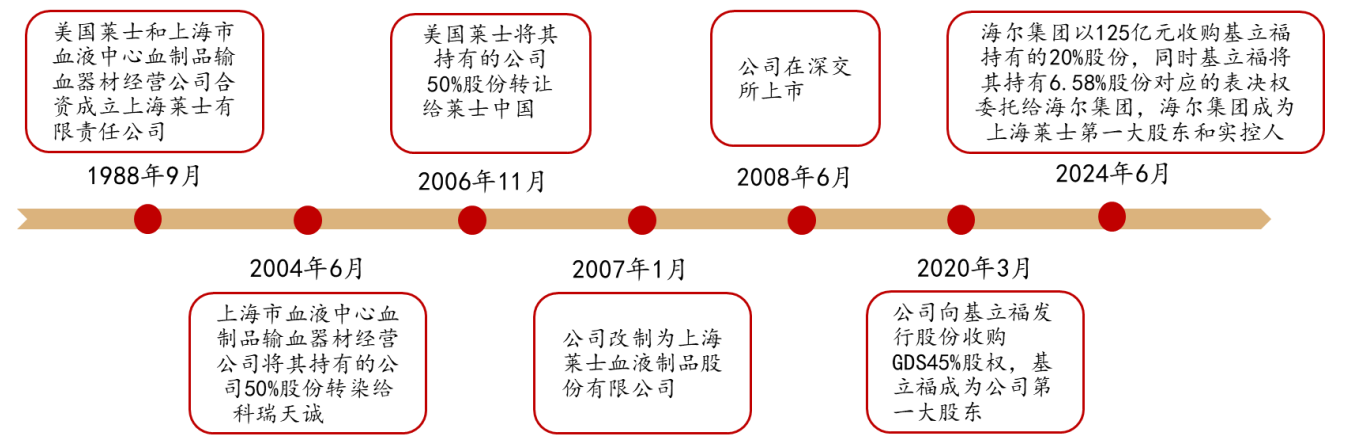 美国莱士和上海市
血液中心血制品输
血器材经营公司合
资成立上海莱士有
限责任公司
1988年9月
上海市血液中心血
制品输血器材经营
公司将其持有的公
司50%股份转染给
科瑞天诚
2004年6月
美国莱士将其
持有的公司
50%股份转让
给莱士中国
2006年11月
公司改制为上海
莱士血液制品股
份有限公司
2007年1月
公司在深交
所上市
2008年6月
公司向基立福发
行股份收购
GDS45%股权，基
立福成为公司第
一大股东
2020年3月
海尔集团以125亿元收购基立福
持有的20%股份，同时基立福将
其持有6.58%股份对应的表决权
委托给海尔集团，海尔集团成为
上海莱士第一大股东和实控人
2024年6月